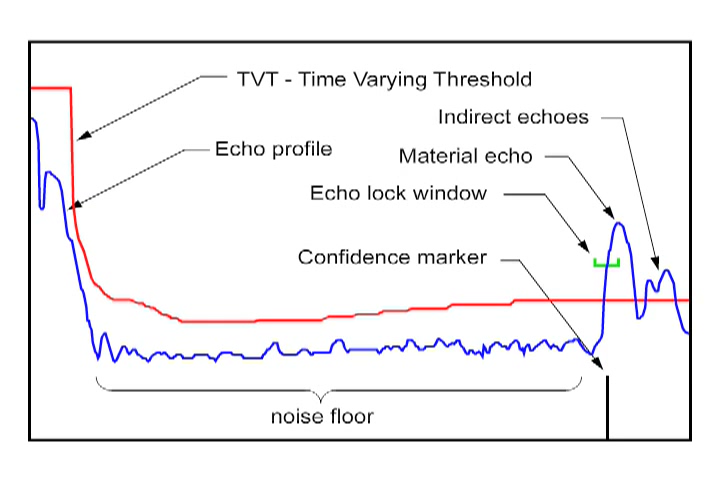 TVT - Time Varying Threshold
Indirect echoes
Echo profile
Material echo
Echo lock window
Confidence marker
noise floor